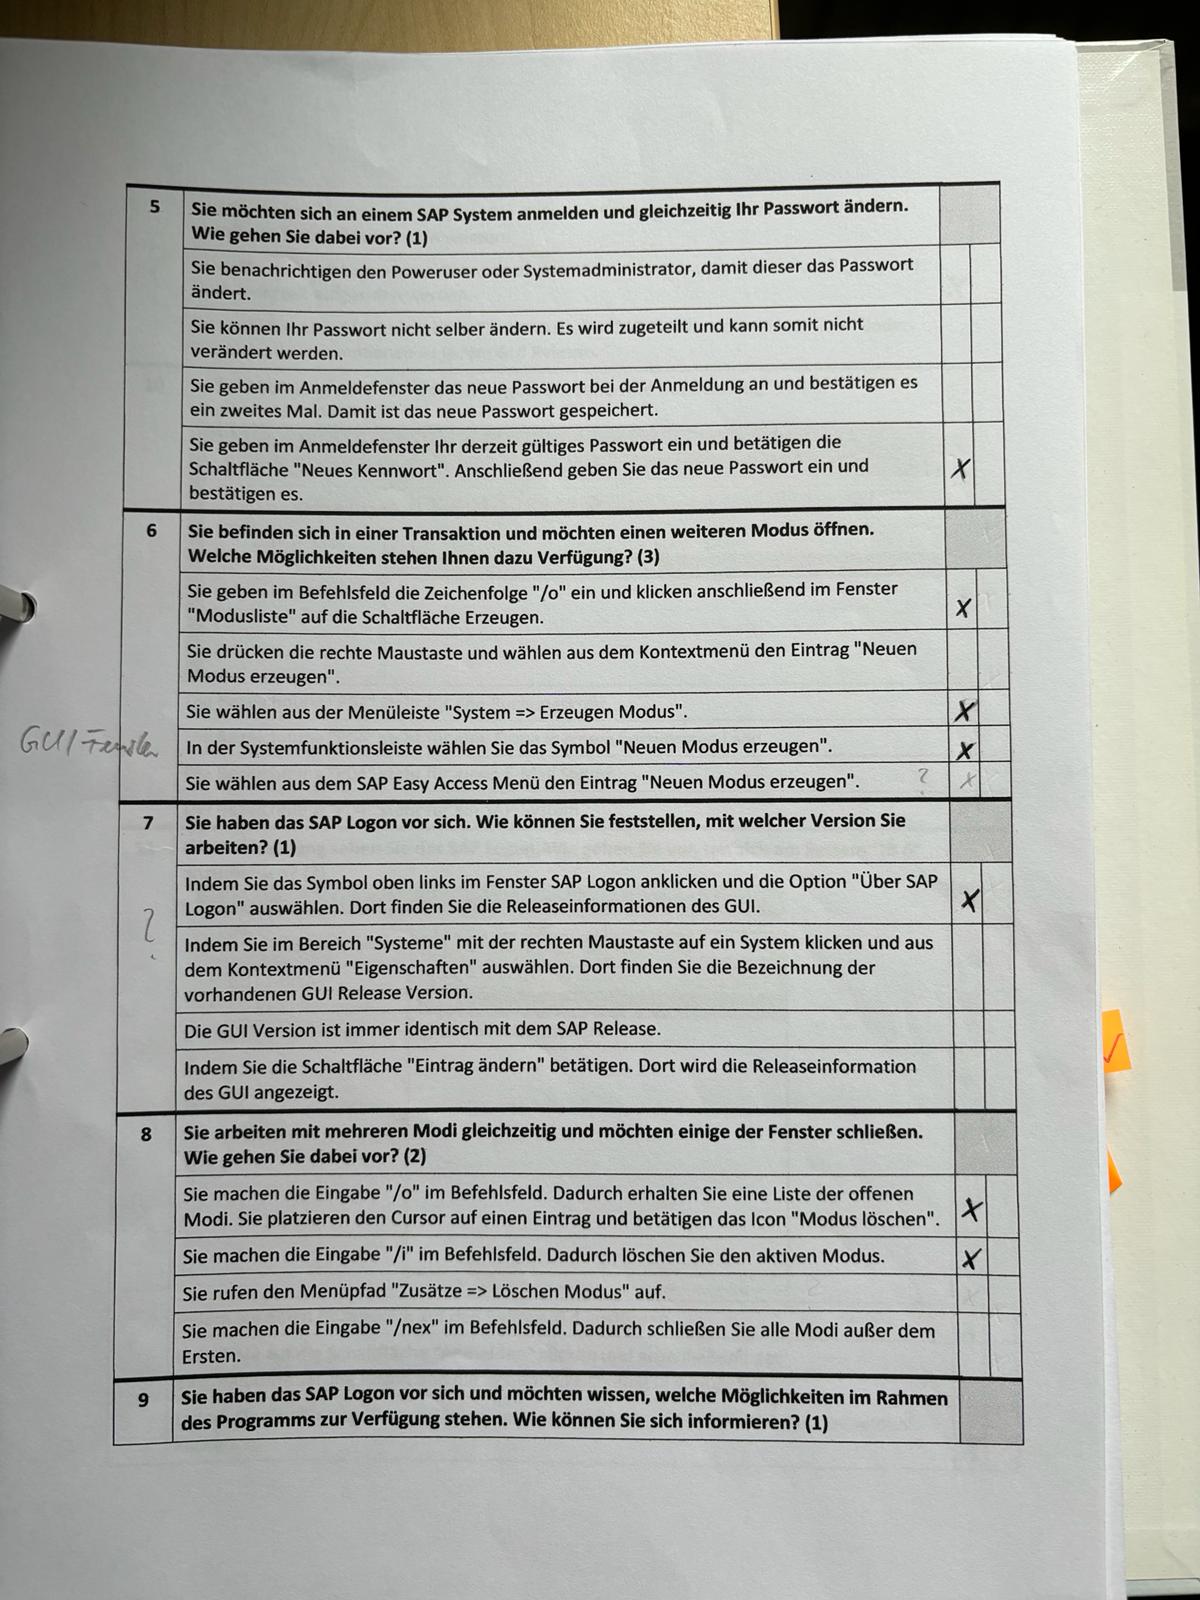 5
Sie möchten sich an einem SAP System anmelden und gleichzeitig Ihr Passwort ändern.
Wie gehen Sie dabei vor? (1)
Sie benachrichtigen den Poweruser oder Systemadministrator, damit dieser das Passwort
ändert.
Sie können Ihr Passwort nicht selber ändern. Es wird zugeteilt und kann somit nicht
verändert werden.
Sie geben im Anmeldefenster das neue Passwort bei der Anmeldung an und bestätigen es
ein zweites Mal. Damit ist das neue Passwort gespeichert.
Sie geben im Anmeldefenster Ihr derzeit gültiges Passwort ein und betätigen die
Schaltfläche "Neues Kennwort". Anschließend geben Sie das neue Passwort ein und
bestätigen es.
X
6
Sie befinden sich in einer Transaktion und möchten einen weiteren Modus öffnen.
Welche Möglichkeiten stehen Ihnen dazu Verfügung? (3)
Sie geben im Befehlsfeld die Zeichenfolge "/o" ein und klicken anschließend im Fenster
"Modusliste" auf die Schaltfläche Erzeugen.
X
Sie drücken die rechte Maustaste und wählen aus dem Kontextmenü den Eintrag "Neuen
Modus erzeugen".
Sie wählen aus der Menüleiste "System => Erzeugen Modus". X
GUI Fenster
In der Systemfunktionsleiste wählen Sie das Symbol "Neuen Modus erzeugen". X
Sie wählen aus dem SAP Easy Access Menü den Eintrag "Neuen Modus erzeugen". ? x
7
Sie haben das SAP Logon vor sich. Wie können Sie feststellen, mit welcher Version Sie
arbeiten? (1)
Indem Sie das Symbol oben links im Fenster SAP Logon anklicken und die Option "Über SAP
Logon" auswählen. Dort finden Sie die Releaseinformationen des GUI.
X
?
Indem Sie im Bereich "Systeme" mit der rechten Maustaste auf ein System klicken und aus
dem Kontextmenü "Eigenschaften" auswählen. Dort finden Sie die Bezeichnung der
vorhandenen GUI Release Version.
Die GUI Version ist immer identisch mit dem SAP Release.
Indem Sie die Schaltfläche "Eintrag ändern" betätigen. Dort wird die Releaseinformation
des GUI angezeigt.
8
Sie arbeiten mit mehreren Modi gleichzeitig und möchten einige der Fenster schließen.
Wie gehen Sie dabei vor? (2)
Sie machen die Eingabe "/o" im Befehlsfeld. Dadurch erhalten Sie eine Liste der offenen
Modi. Sie platzieren den Cursor auf einen Eintrag und betätigen das Icon "Modus löschen".
X
Sie machen die Eingabe "/i" im Befehlsfeld. Dadurch löschen Sie den aktiven Modus. X
Sie rufen den Menüpfad "Zusätze => Löschen Modus" auf.
Sie machen die Eingabe "/nex" im Befehlsfeld. Dadurch schließen Sie alle Modi außer dem
Ersten.
9
Sie haben das SAP Logon vor sich und möchten wissen, welche Möglichkeiten im Rahmen
des Programms zur Verfügung stehen. Wie können Sie sich informieren? (1)